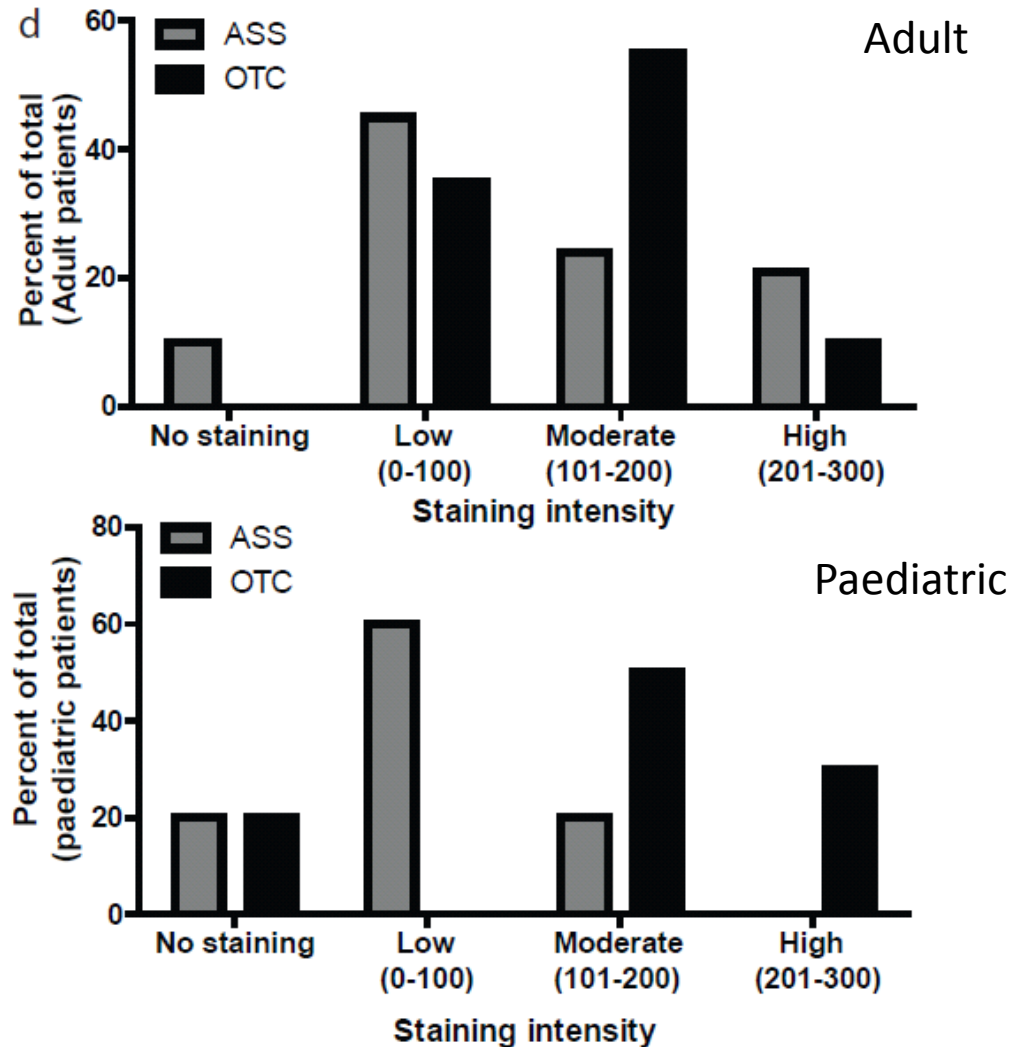 d
ASS
OTC
Adult
Percent of total
(Adult patients)
60
40
20
0
No staining
Low
(0-100)
Moderate
(101-200)
High
(201-300)
Staining intensity
ASS
OTC
Paediatric
Percent of total
(paediatric patients)
80
60
40
20
0
No staining
Low
(0-100)
Moderate
(101-200)
High
(201-300)
Staining intensity